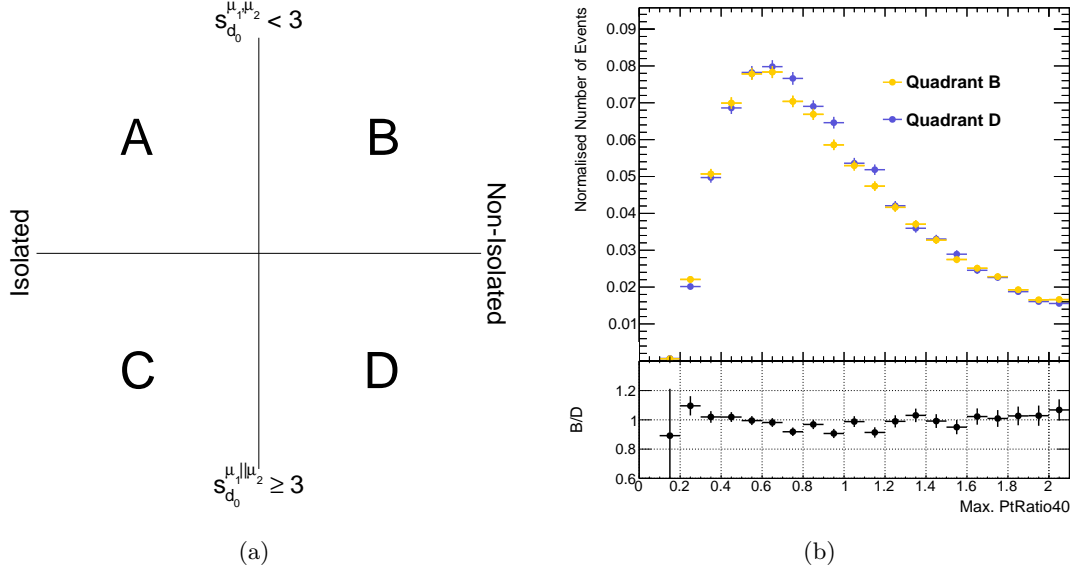 s_{d_0}^{μ_1,μ_2} < 3
A
B
Isolated
Non-Isolated
C
D
s_{d_0}^{μ_1||μ_2} ≥ 3
(a)
Normalised Number of Events
0.09
0.08
0.07
0.06
0.05
0.04
0.03
0.02
0.01
Quadrant B
Quadrant D
B/D
1.2
1
0.8
0.6
0 0.2 0.4 0.6 0.8 1 1.2 1.4 1.6 1.8 2
Max. PtRatio40
(b)